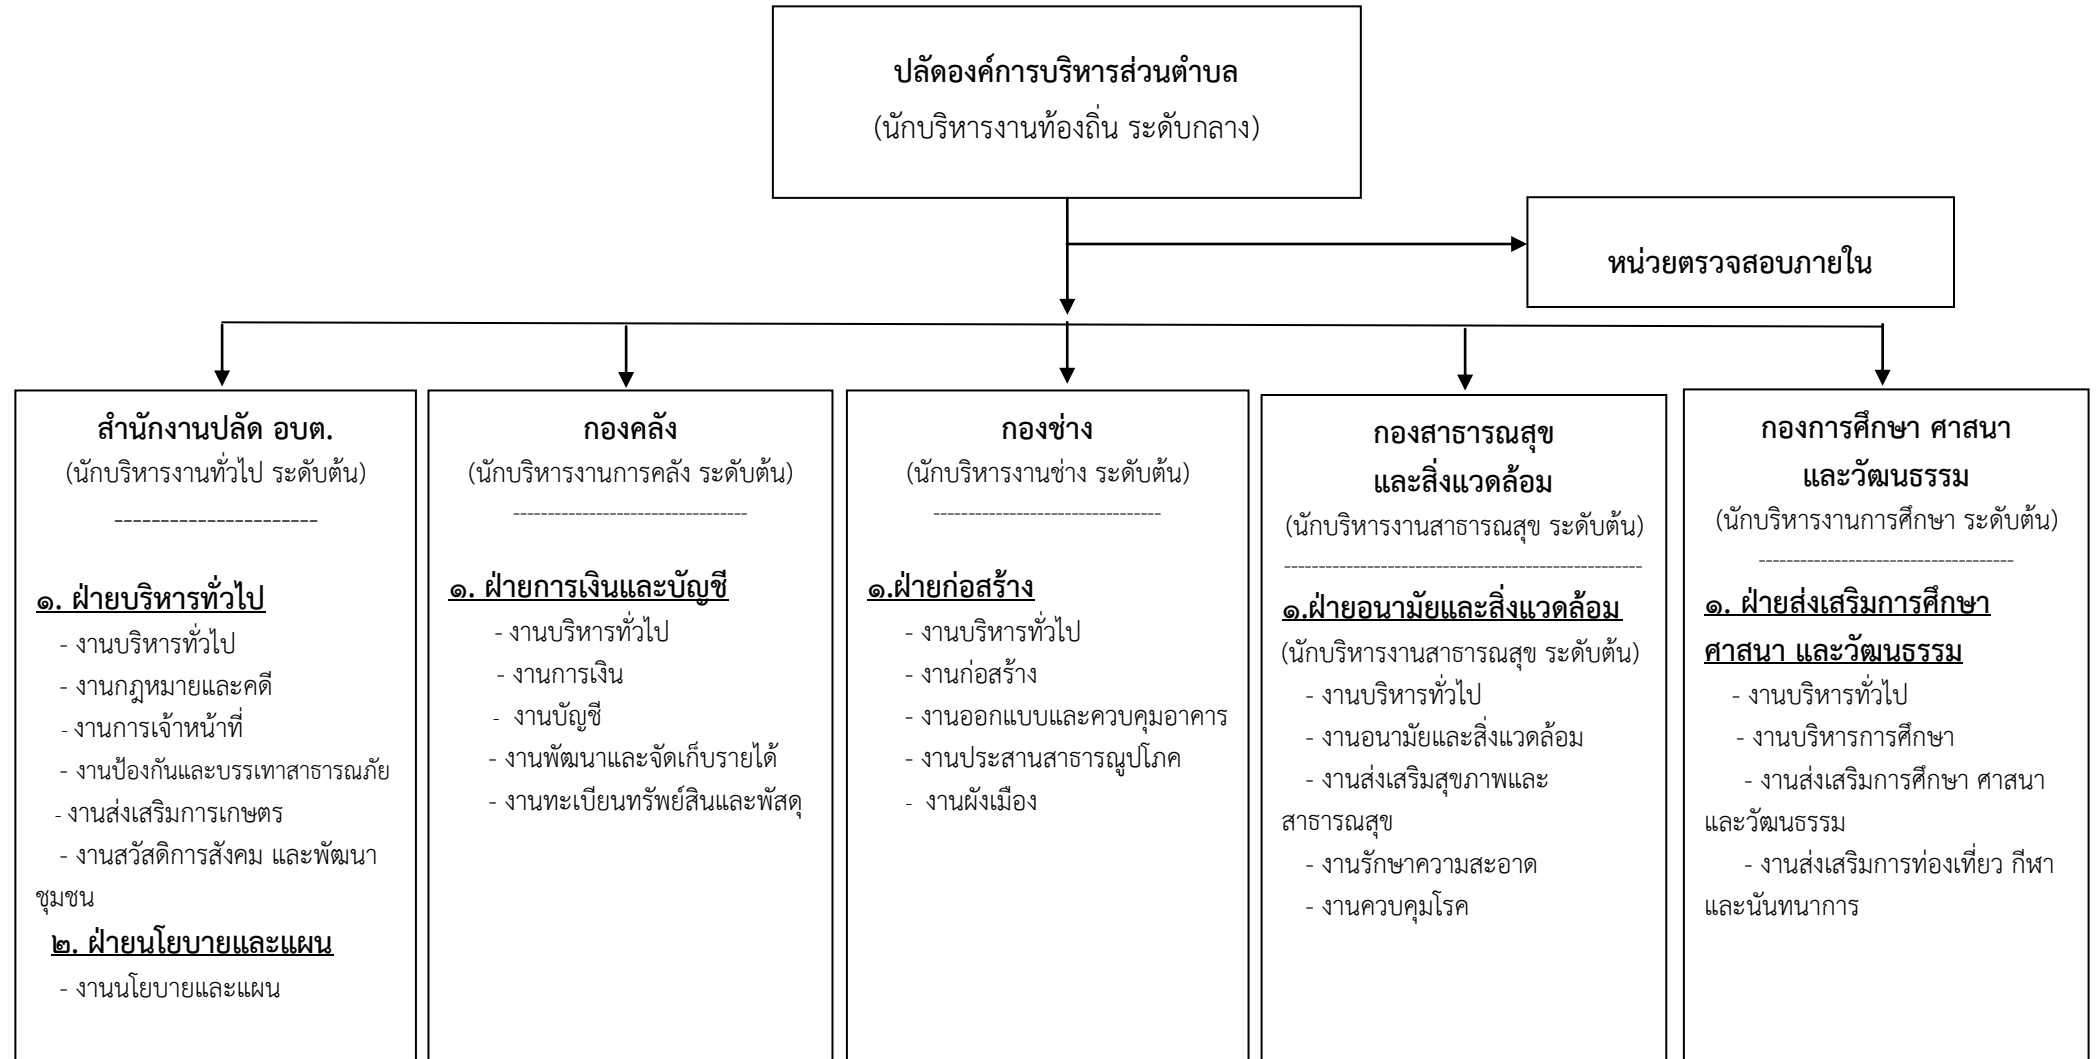 ปลัดองค์การบริหารส่วนตำบล
(นักบริหารงานท้องถิ่น ระดับกลาง)
หน่วยตรวจสอบภายใน
สำนักงานปลัด อบต.
(นักบริหารงานทั่วไป ระดับต้น)
----------------------
๑. ฝ่ายบริหารทั่วไป
- งานบริหารทั่วไป
- งานกฎหมายและคดี
- งานการเจ้าหน้าที่
- งานป้องกันและบรรเทาสาธารณภัย
- งานส่งเสริมการเกษตร
- งานสวัสดิการสังคม และพัฒนา
ชุมชน
๒. ฝ่ายนโยบายและแผน
- งานนโยบายและแผน
กองคลัง
(นักบริหารงานการคลัง ระดับต้น)
----------------------------------
๑. ฝ่ายการเงินและบัญชี
- งานบริหารทั่วไป
- งานการเงิน
- งานบัญชี
- งานพัฒนาและจัดเก็บรายได้
- งานทะเบียนทรัพย์สินและพัสดุ
กองช่าง
(นักบริหารงานช่าง ระดับต้น)
---------------------------------
๑.ฝ่ายก่อสร้าง
- งานบริหารทั่วไป
- งานก่อสร้าง
- งานออกแบบและควบคุมอาคาร
- งานประสานสาธารณูปโภค
- งานผังเมือง
กองสาธารณสุข
และสิ่งแวดล้อม
(นักบริหารงานสาธารณสุข ระดับต้น)
----------------------------------------------------
๑.ฝ่ายอนามัยและสิ่งแวดล้อม
(นักบริหารงานสาธารณสุข ระดับต้น)
- งานบริหารทั่วไป
- งานอนามัยและสิ่งแวดล้อม
- งานส่งเสริมสุขภาพและ
สาธารณสุข
- งานรักษาความสะอาด
- งานควบคุมโรค
กองการศึกษา ศาสนา
และวัฒนธรรม
(นักบริหารงานการศึกษา ระดับต้น)
-------------------------------------
๑. ฝ่ายส่งเสริมการศึกษา
ศาสนา และวัฒนธรรม
- งานบริหารทั่วไป
- งานบริหารการศึกษา
- งานส่งเสริมการศึกษา ศาสนา
และวัฒนธรรม
- งานส่งเสริมการท่องเที่ยว กีฬา
และนันทนาการ